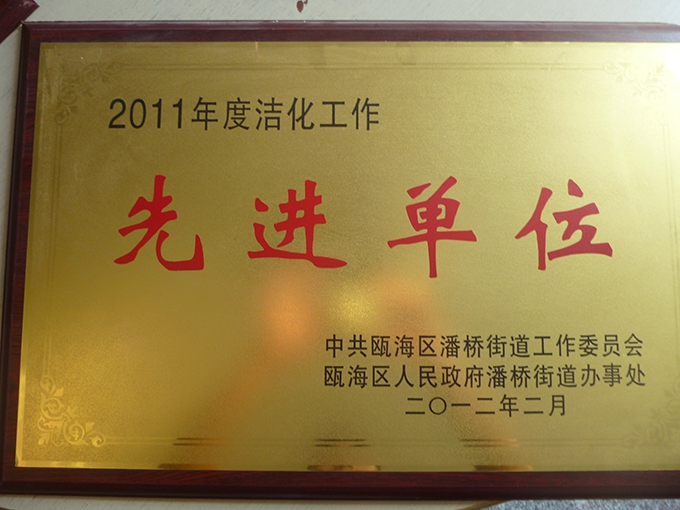 2011年度洁化工作
先进单位
中共瓯海区潘桥街道工作委员会
瓯海区人民政府潘桥街道办事处
二〇一二年二月